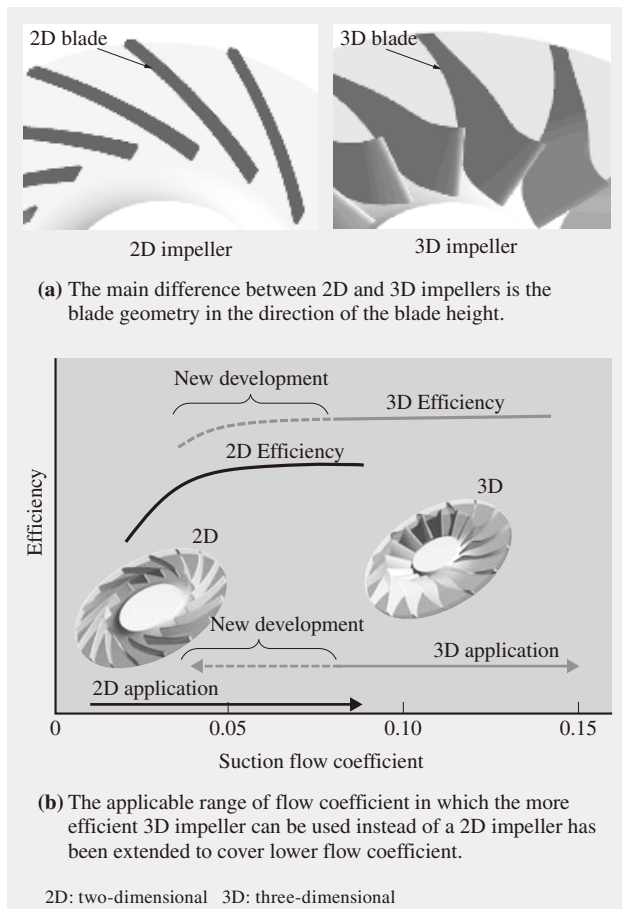 2D blade
3D blade
2D impeller
3D impeller
(a) The main difference between 2D and 3D impellers is the
blade geometry in the direction of the blade height.
New development
3D Efficiency
2D Efficiency
Efficiency
3D
2D
New development
3D application
2D application
0
0.05
0.10
0.15
Suction flow coefficient
(b) The applicable range of flow coefficient in which the more
efficient 3D impeller can be used instead of a 2D impeller has
been extended to cover lower flow coefficient.
2D: two-dimensional 3D: three-dimensional